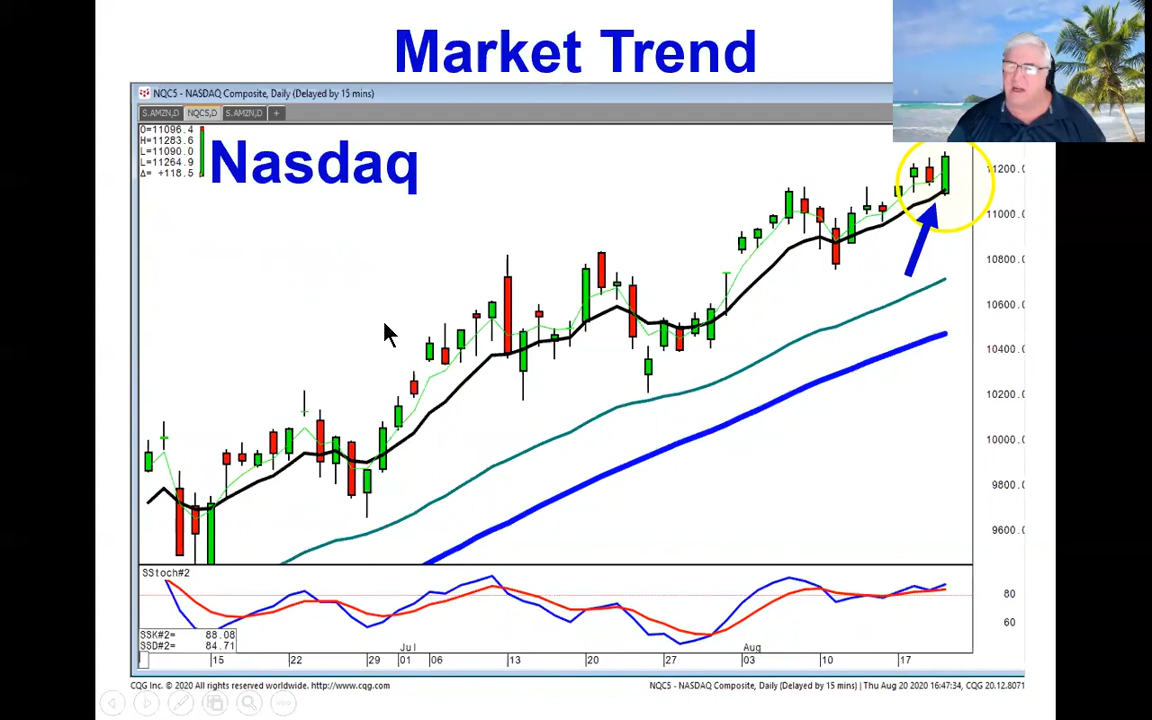 Market Trend
NQC5 - NASDAQ Composite, Daily (Delayed by 15 mins)
S.AMZN,D NQC5,D S.AMZN,D +
O=11096.4
H=11283.6
L=11090.0
L=11264.9
Δ= +118.5
Nasdaq
11200.0
11000.0
10800.0
10600.0
10400.0
10200.0
10000.0
9800.0
9600.0
SStoch#2
80
60
SSK#2= 88.08
SSD#2= 84.71
Jul Aug
15 22 29 01 06 13 20 27 03 10 17
CQG Inc. © 2020 All rights reserved worldwide. http://www.cqg.com NQC5 - NASDAQ Composite, Daily (Delayed by 15 mins) | Thu Aug 20 2020 16:47:34, CQG 20.12.8071